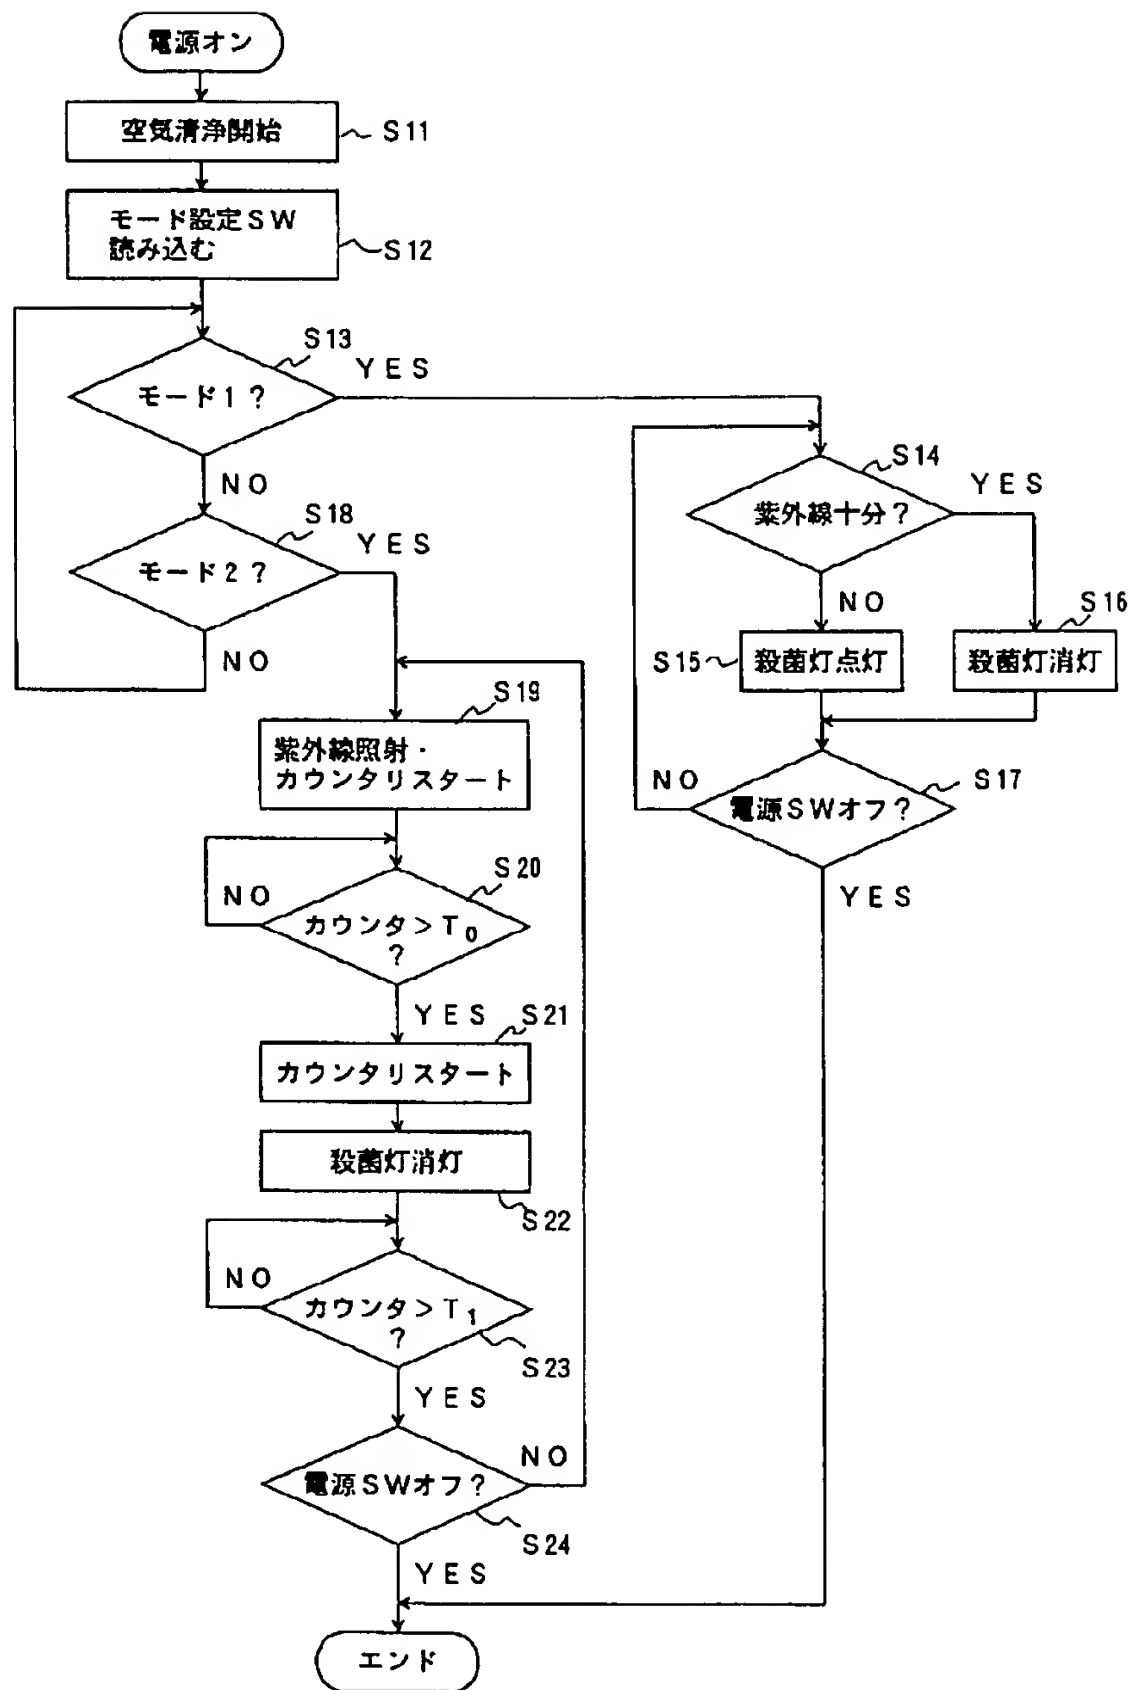 電源オン
空気清浄開始
S11
モード設定SW
読み込む
S12
S13
モード1?
YES
NO
S14
紫外線十分?
YES
NO
S18
モード2?
YES
NO
S15
殺菌灯点灯
S16
殺菌灯消灯
S17
電源SWオフ?
NO
YES
S19
紫外線照射・
カウンタリスタート
S20
カウンタ>T₀
?
NO
YES
S21
カウンタリスタート
殺菌灯消灯
S22
カウンタ>T₁
?
NO
S23
YES
電源SWオフ?
NO
S24
YES
エンド